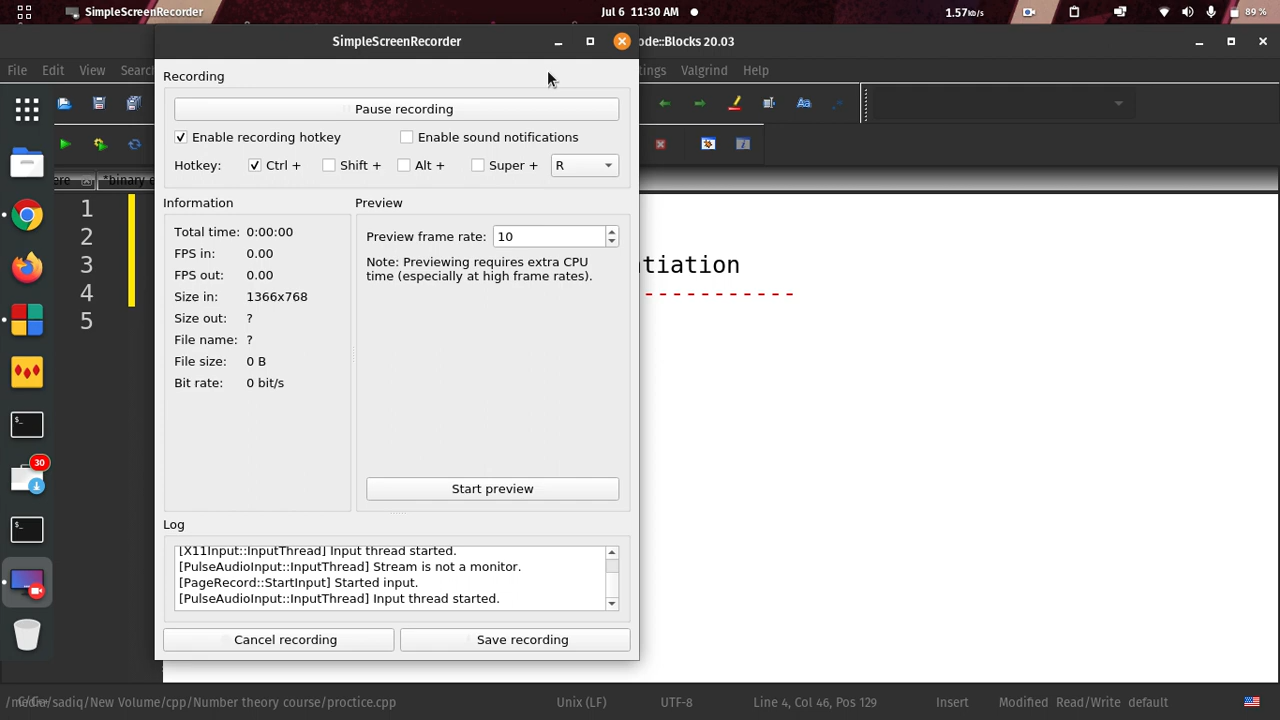 SimpleScreenRecorder
Jul 6 11:30 AM
1.57kb/s
89 %
SimpleScreenRecorder
ode::Blocks 20.03
File Edit View Searc
tings Valgrind Help
Recording
Pause recording
Enable recording hotkey
Enable sound notifications
Hotkey: Ctrl + Shift + Alt + Super + R
ere
*binary e
Information
Preview
1
2
3
4
5
Total time: 0:00:00
FPS in: 0.00
FPS out: 0.00
Size in: 1366x768
Size out: ?
File name: ?
File size: 0 B
Bit rate: 0 bit/s
Preview frame rate: 10
Note: Previewing requires extra CPU
time (especially at high frame rates).
tiation
-----------
Start preview
Log
[X11Input::InputThread] Input thread started.
[PulseAudioInput::InputThread] Stream is not a monitor.
[PageRecord::StartInput] Started input.
[PulseAudioInput::InputThread] Input thread started.
Cancel recording
Save recording
30
/media/sadiq/New Volume/cpp/Number theory course/proctice.cpp
Unix (LF)
UTF-8
Line 4, Col 46, Pos 129
Insert
Modified
Read/Write
default